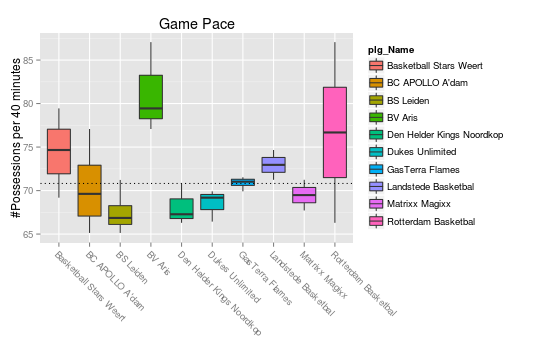 Game Pace
#Possessions per 40 minutes
85
80
75
70
65
Basketball Stars Weert
BC APOLLO A'dam
BS Leiden
BV Aris
Den Helder Kings Noordkop
Dukes Unlimited
GasTerra Flames
Landstede Basketbal
Matrixx Magixx
Rotterdam Basketbal
plg_Name
Basketball Stars Weert
BC APOLLO A'dam
BS Leiden
BV Aris
Den Helder Kings Noordkop
Dukes Unlimited
GasTerra Flames
Landstede Basketbal
Matrixx Magixx
Rotterdam Basketbal